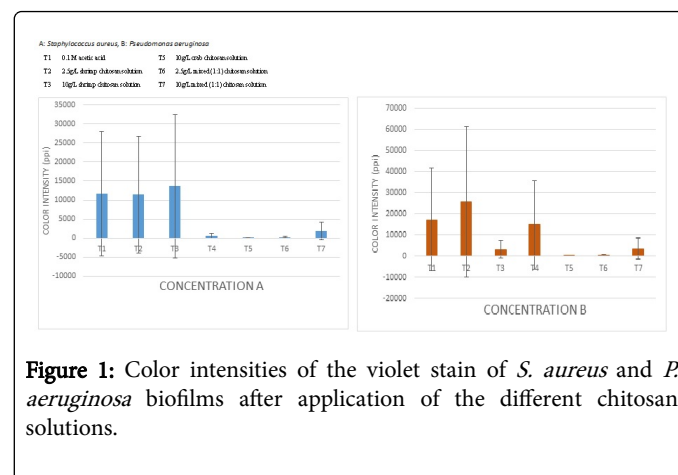 A: Staphylococcus aureus, B: Pseudomonas aeruginosa
T1 0.1M acetic acid T5 10g/L crab chitosan solution
T2 2.5g/L shrimp chitosan solution T6 2.5g/L mixed (1:1) chitosan solution
T3 10g/L shrimp chitosan solution T7 10g/L mixed (1:1) chitosan solution
35000
30000
25000
20000
15000
10000
5000
0
-5000
-10000
COLOR INTENSITY (ppi)
T1 T2 T3 T4 T5 T6 T7
CONCENTRATION A
70000
60000
50000
40000
30000
20000
10000
0
-10000
-20000
COLOR INTENSITY (ppi)
T1 T2 T3 T4 T5 T6 T7
CONCENTRATION B
Figure 1: Color intensities of the violet stain of S. aureus and P.
aeruginosa biofilms after application of the different chitosan
solutions.